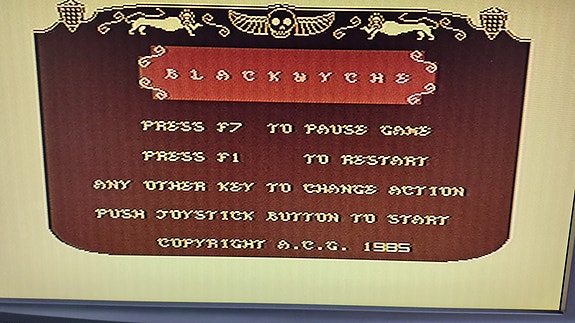 BLACKWYCHE
PRESS F7 TO PAUSE GAME
PRESS F1 TO RESTART
ANY OTHER KEY TO CHANGE ACTION
PUSH JOYSTICK BUTTON TO START
COPYRIGHT A.C.G. 1985